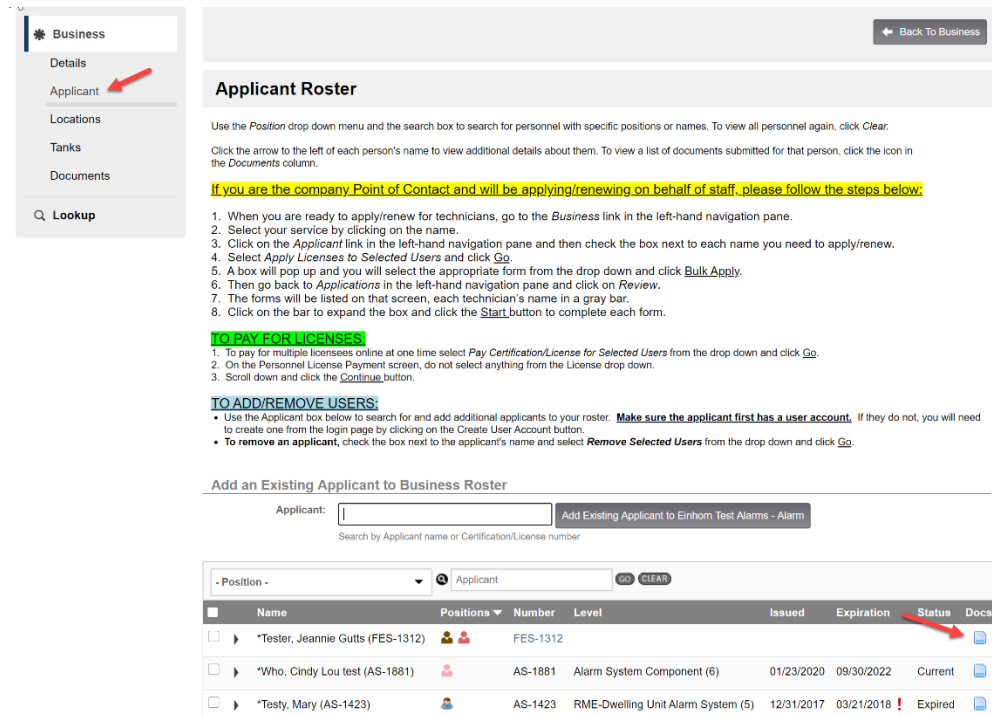 Business
Details
Applicant
Locations
Tanks
Documents
Lookup
Back To Business
Applicant Roster
Use the Position drop down menu and the search box to search for personnel with specific positions or names. To view all personnel again, click Clear.
Click the arrow to the left of each person's name to view additional details about them. To view a list of documents submitted for that person, click the icon in
the Documents column.
If you are the company Point of Contact and will be applying/renewing on behalf of staff, please follow the steps below:
1. When you are ready to apply/renew for technicians, go to the Business link in the left-hand navigation pane.
2. Select your service by clicking on the name.
3. Click on the Applicant link in the left-hand navigation pane and then check the box next to each name you need to apply/renew.
4. Select Apply Licenses to Selected Users and click Go.
5. A box will pop up and you will select the appropriate form from the drop down and click Bulk Apply.
6. Then go back to Applications in the left-hand navigation pane and click on Review.
7. The forms will be listed on that screen, each technician's name in a gray bar.
8. Click on the bar to expand the box and click the Start button to complete each form.
TO PAY FOR LICENSES:
1. To pay for multiple licensees online at one time select Pay Certification/License for Selected Users from the drop down and click Go.
2. On the Personnel License Payment screen, do not select anything from the License drop down.
3. Scroll down and click the Continue button.
TO ADD/REMOVE USERS:
• Use the Applicant box below to search for and add additional applicants to your roster. Make sure the applicant first has a user account. If they do not, you will need
to create one from the login page by clicking on the Create User Account button.
• To remove an applicant, check the box next to the applicant's name and select Remove Selected Users from the drop down and click Go.
Add an Existing Applicant to Business Roster
Applicant:
Add Existing Applicant to Einhorn Test Alarms - Alarm
Search by Applicant name or Certification/License number
- Position - Applicant GO CLEAR
Name Positions Number Level Issued Expiration Status Docs
*Tester, Jeannie Gutts (FES-1312) FES-1312
*Who, Cindy Lou test (AS-1881) AS-1881 Alarm System Component (6) 01/23/2020 09/30/2022 Current
*Testy, Mary (AS-1423) AS-1423 RME-Dwelling Unit Alarm System (5) 12/31/2017 03/21/2018 ! Expired